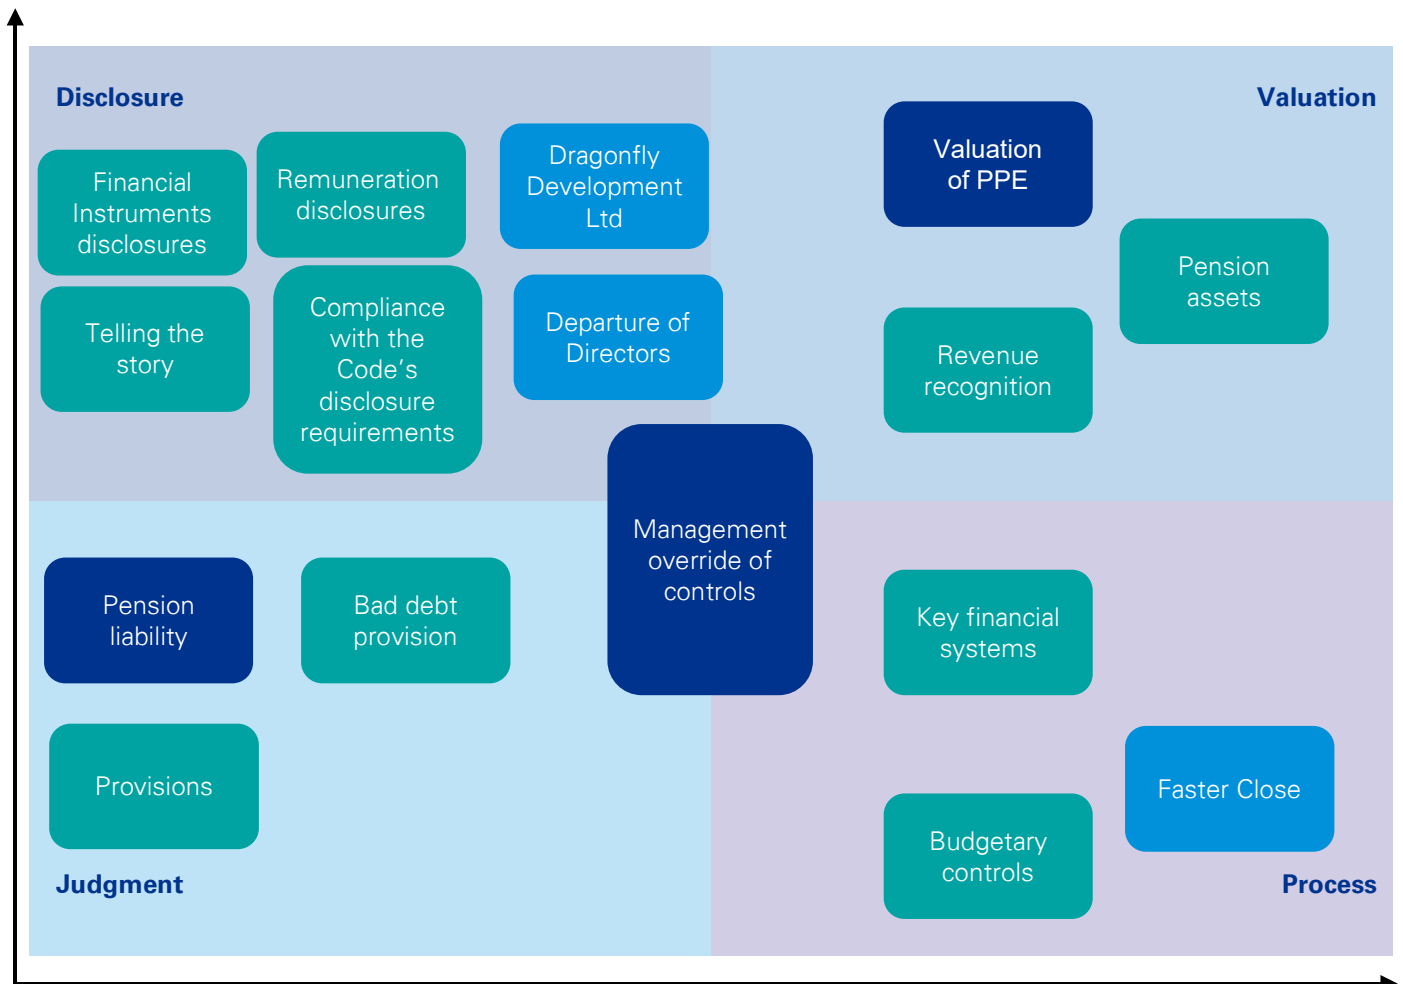 Disclosure
Financial
Instruments
disclosures
Remuneration
disclosures
Dragonfly
Development
Ltd
Telling the
story
Compliance
with the
Code’s
disclosure
requirements
Departure of
Directors
Valuation
Valuation
of PPE
Pension
assets
Revenue
recognition
Management
override of
controls
Pension
liability
Bad debt
provision
Provisions
Judgment
Key financial
systems
Faster Close
Budgetary
controls
Process